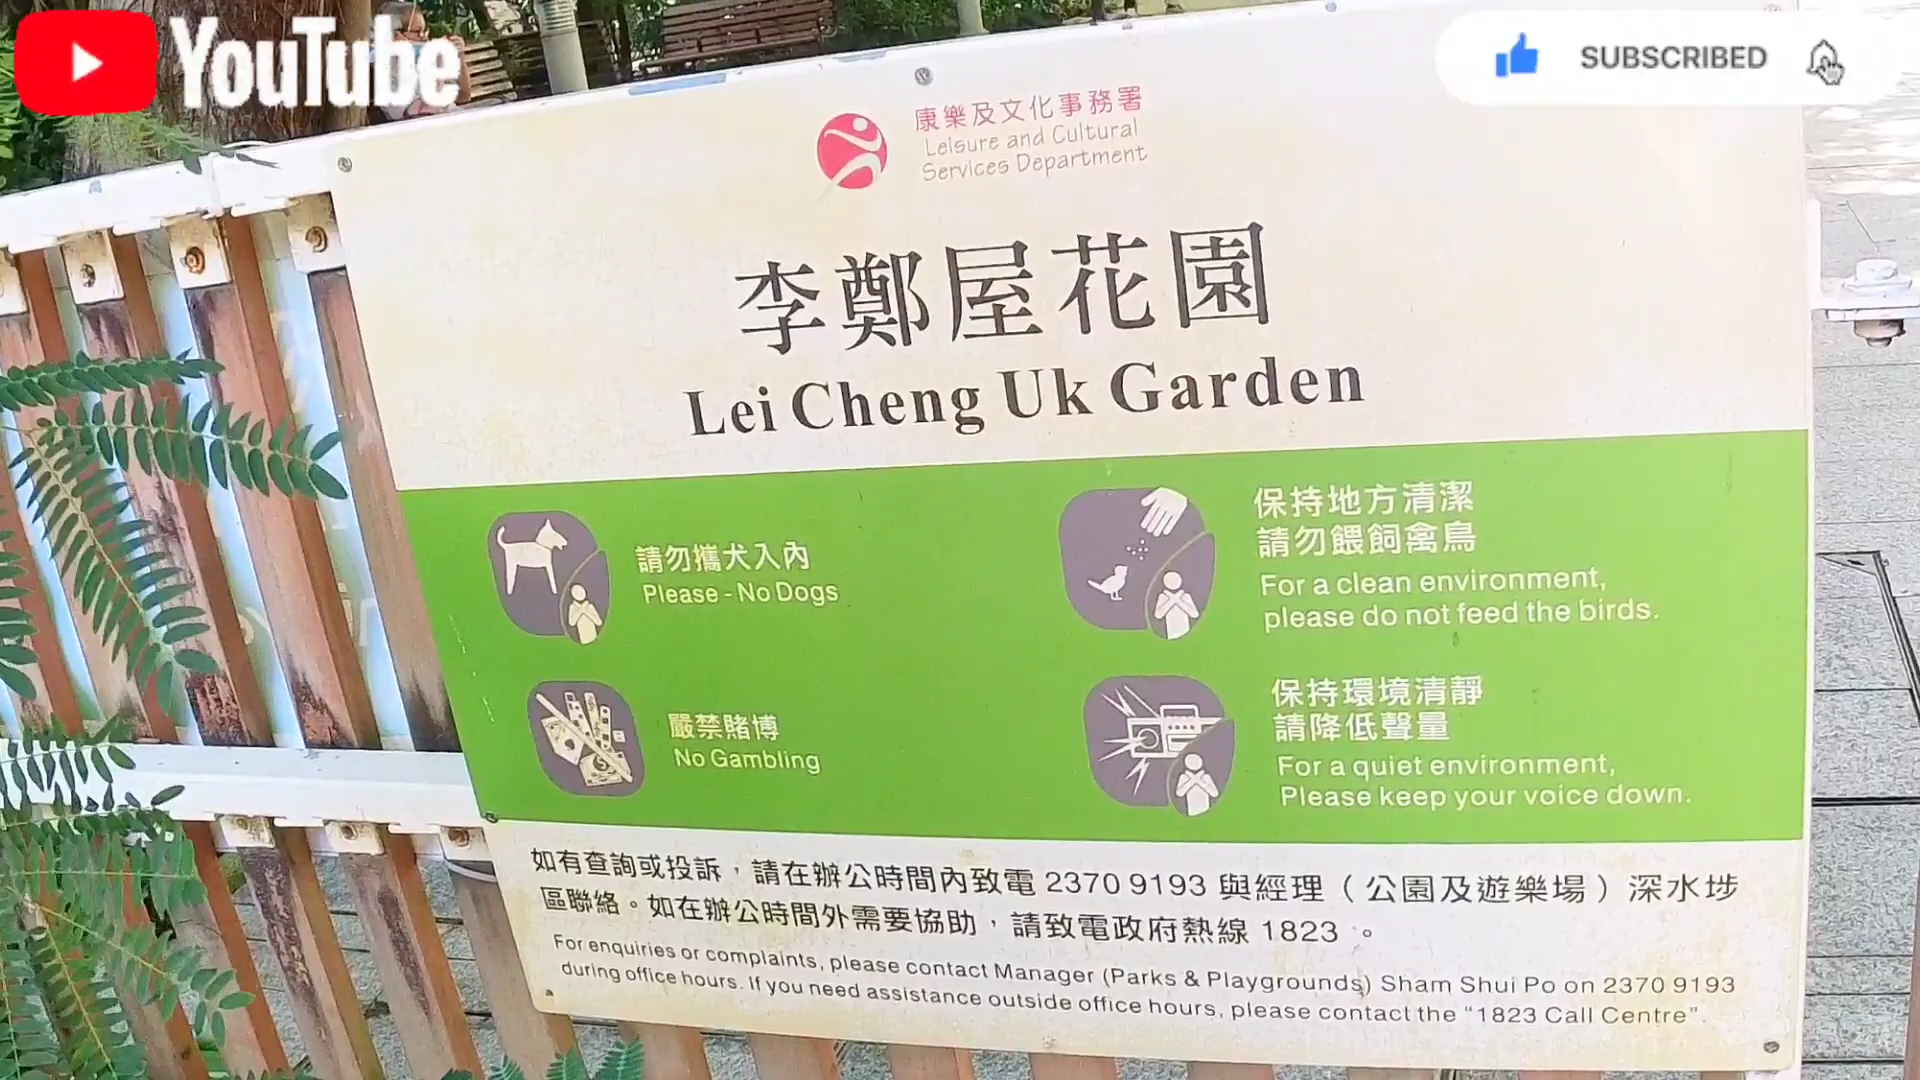 YouTube
SUBSCRIBED
康樂及文化事務署
Leisure and Cultural
Services Department
李鄭屋花園
Lei Cheng Uk Garden
請勿攜犬入內
Please - No Dogs
保持地方清潔
請勿餵飼禽鳥
For a clean environment,
please do not feed the birds.
嚴禁賭博
No Gambling
保持環境清靜
請降低聲量
For a quiet environment,
Please keep your voice down.
如有查詢或投訴，請在辦公時間內致電 2370 9193 與經理（公園及遊樂場）深水埗
區聯絡。如在辦公時間外需要協助，請致電政府熱線 1823 。
For enquiries or complaints, please contact Manager (Parks & Playgrounds) Sham Shui Po on 2370 9193
during office hours. If you need assistance outside office hours, please contact the "1823 Call Centre".